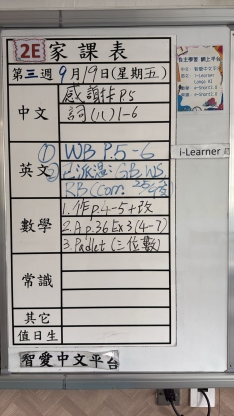 2E 家課表
第三週 9月19日(星期五)
中文
感謝卡 P.5
詞(八) 1-6
英文
① WB P.5-6
② 已派溫: GB, WS,
RB (Corr.
數學
1. 作 p.4-5 + 改
2. A p.36 Ex 3 (4-7)
3. Padlet (三位數)
常識
其它
值日生
智愛中文平台
i-Learner